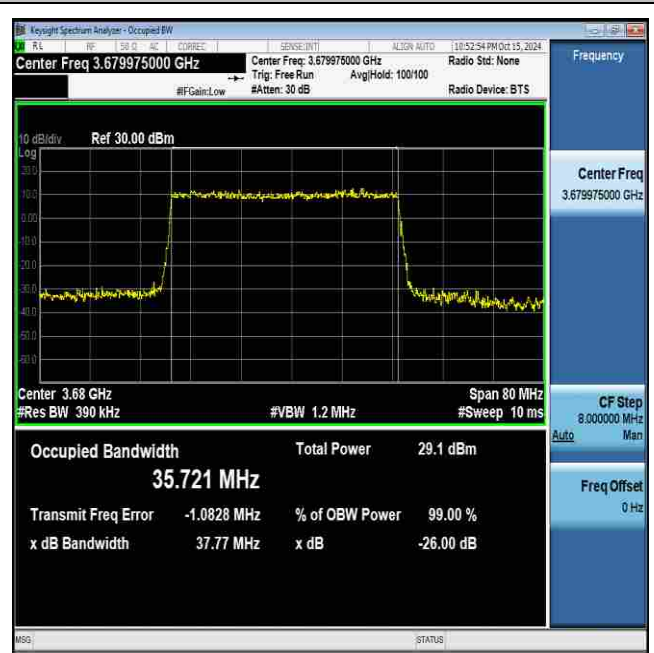 Keysight Spectrum Analyzer - Occupied BW
RL RF 50 Ω AC CORREC SENSE:INT ALIGN AUTO 10:52:54 PM Oct 15, 2024
Center Freq 3.679975000 GHz
Center Freq: 3.679975000 GHz
Radio Std: None
Trig: Free Run Avg|Hold: 100/100
#IFGain:Low #Atten: 30 dB Radio Device: BTS
Frequency
10 dB/div Ref 30.00 dBm
Log
20.0
10.0
0.00
-10.0
-20.0
-30.0
-40.0
-50.0
-60.0
Center Freq
3.679975000 GHz
Center 3.68 GHz Span 80 MHz
#Res BW 390 kHz #VBW 1.2 MHz #Sweep 10 ms
CF Step
8.000000 MHz
Auto Man
Occupied Bandwidth Total Power 29.1 dBm
35.721 MHz
Freq Offset
0 Hz
Transmit Freq Error -1.0828 MHz % of OBW Power 99.00 %
x dB Bandwidth 37.77 MHz x dB -26.00 dB
MSG STATUS